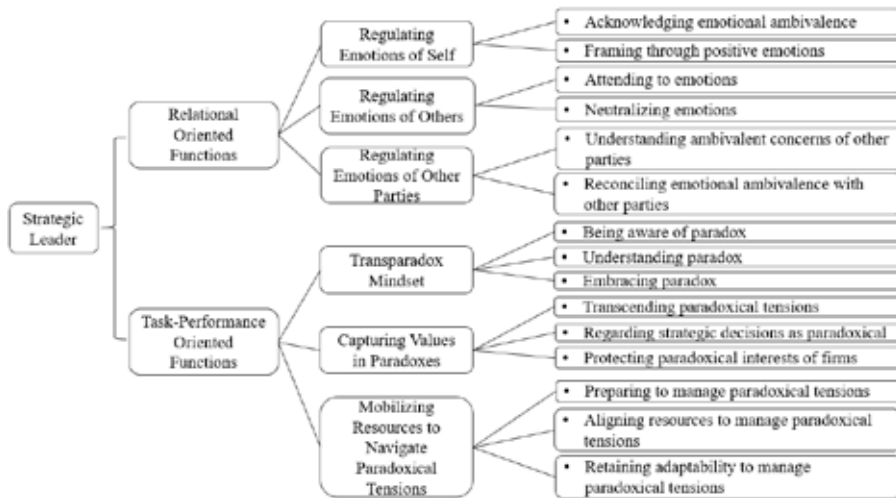 Strategic
Leader
Relational
Oriented
Functions
Task-Performance
Oriented
Functions
Regulating
Emotions of Self
Regulating
Emotions of Others
Regulating
Emotions of Other
Parties
Transparadox
Mindset
Capturing Values
in Paradoxes
Mobilizing
Resources to
Navigate
Paradoxical
Tensions
• Acknowledging emotional ambivalence
• Framing through positive emotions
• Attending to emotions
• Neutralizing emotions
• Understanding ambivalent concerns of other
parties
• Reconciling emotional ambivalence with
other parties
• Being aware of paradox
• Understanding paradox
• Embracing paradox
• Transcending paradoxical tensions
• Regarding strategic decisions as paradoxical
• Protecting paradoxical interests of firms
• Preparing to manage paradoxical tensions
• Aligning resources to manage paradoxical
tensions
• Retaining adaptability to manage
paradoxical tensions